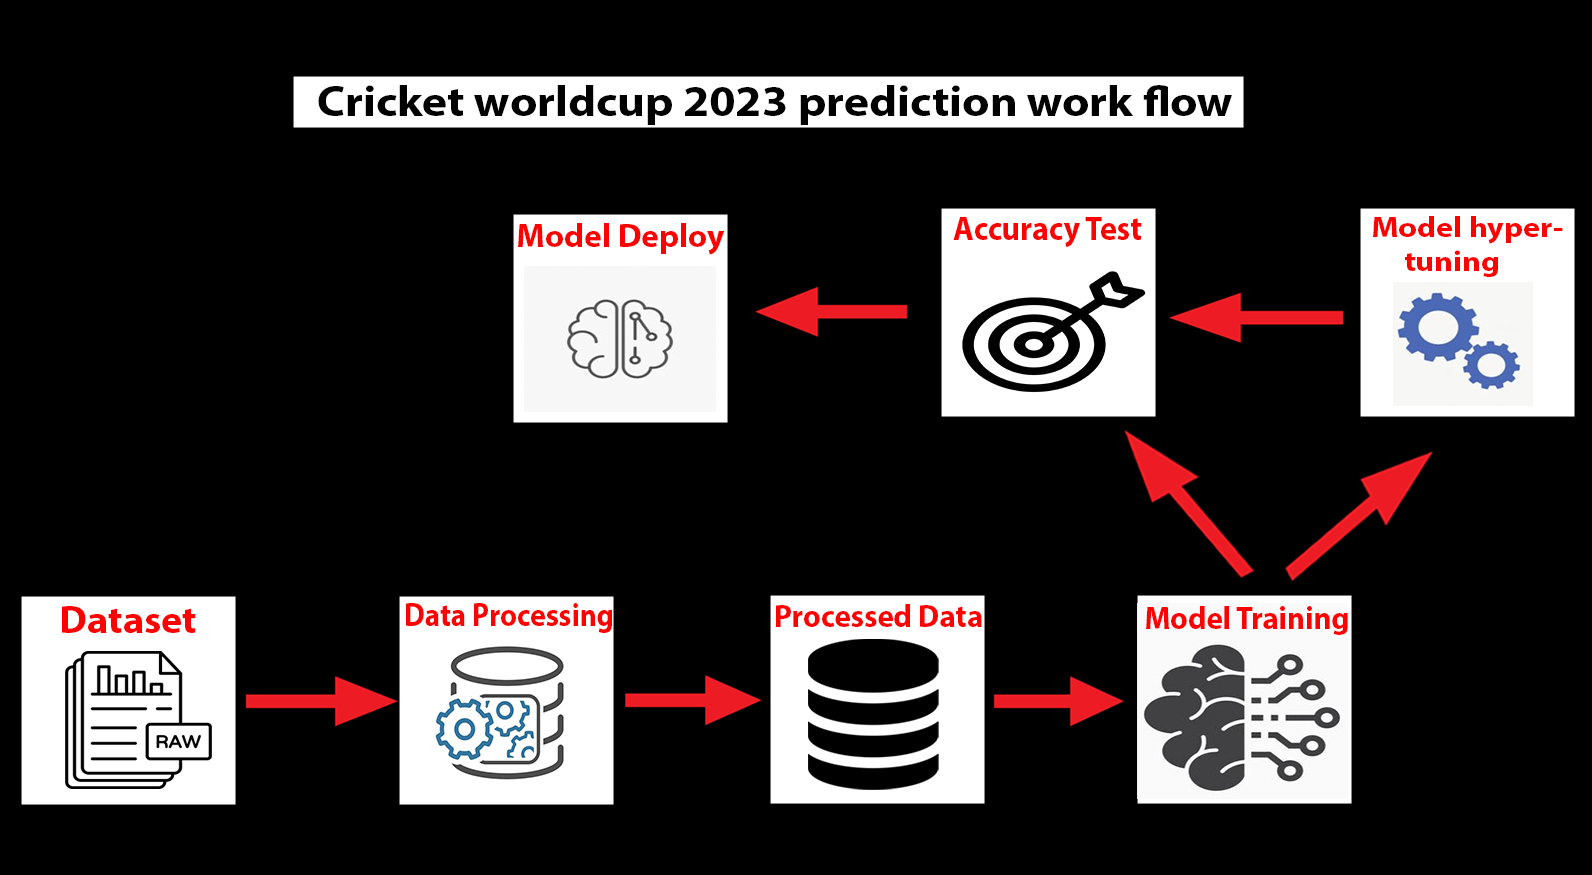 Cricket worldcup 2023 prediction work flow
Model Deploy
Accuracy Test
Model hyper-
tuning
Dataset
RAW
Data Processing
Processed Data
Model Training